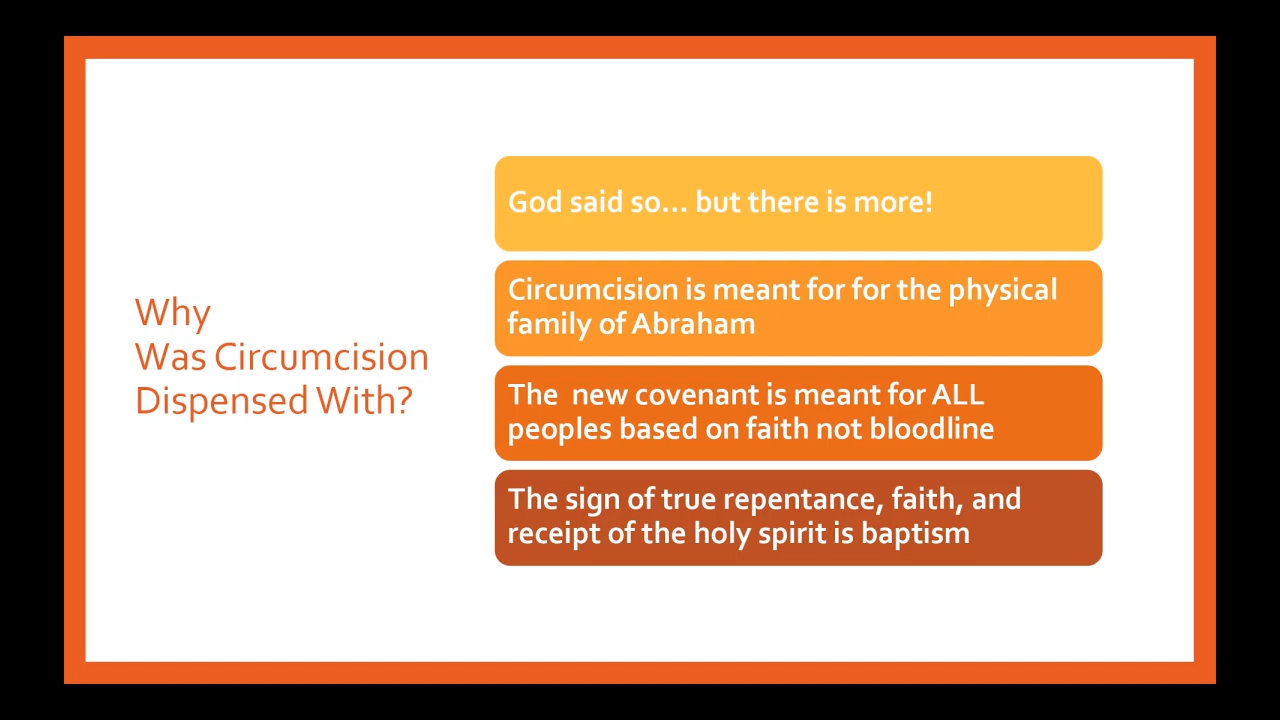 Why
Was Circumcision
Dispensed With?
God said so... but there is more!
Circumcision is meant for for the physical
family of Abraham
The  new covenant is meant for ALL
peoples based on faith not bloodline
The sign of true repentance, faith, and
receipt of the holy spirit is baptism